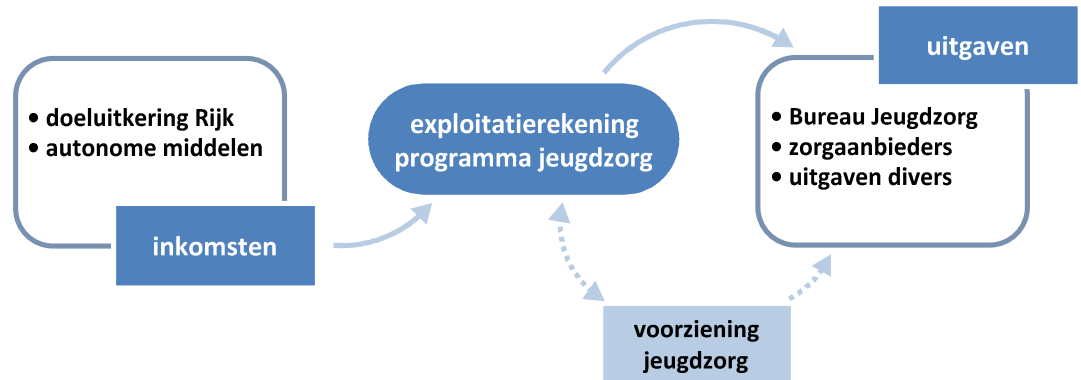 • doeluitkering Rijk
• autonome middelen
inkomsten
exploitatierekening
programma jeugdzorg
uitgaven
• Bureau Jeugdzorg
• zorgaanbieders
• uitgaven divers
voorziening
jeugdzorg